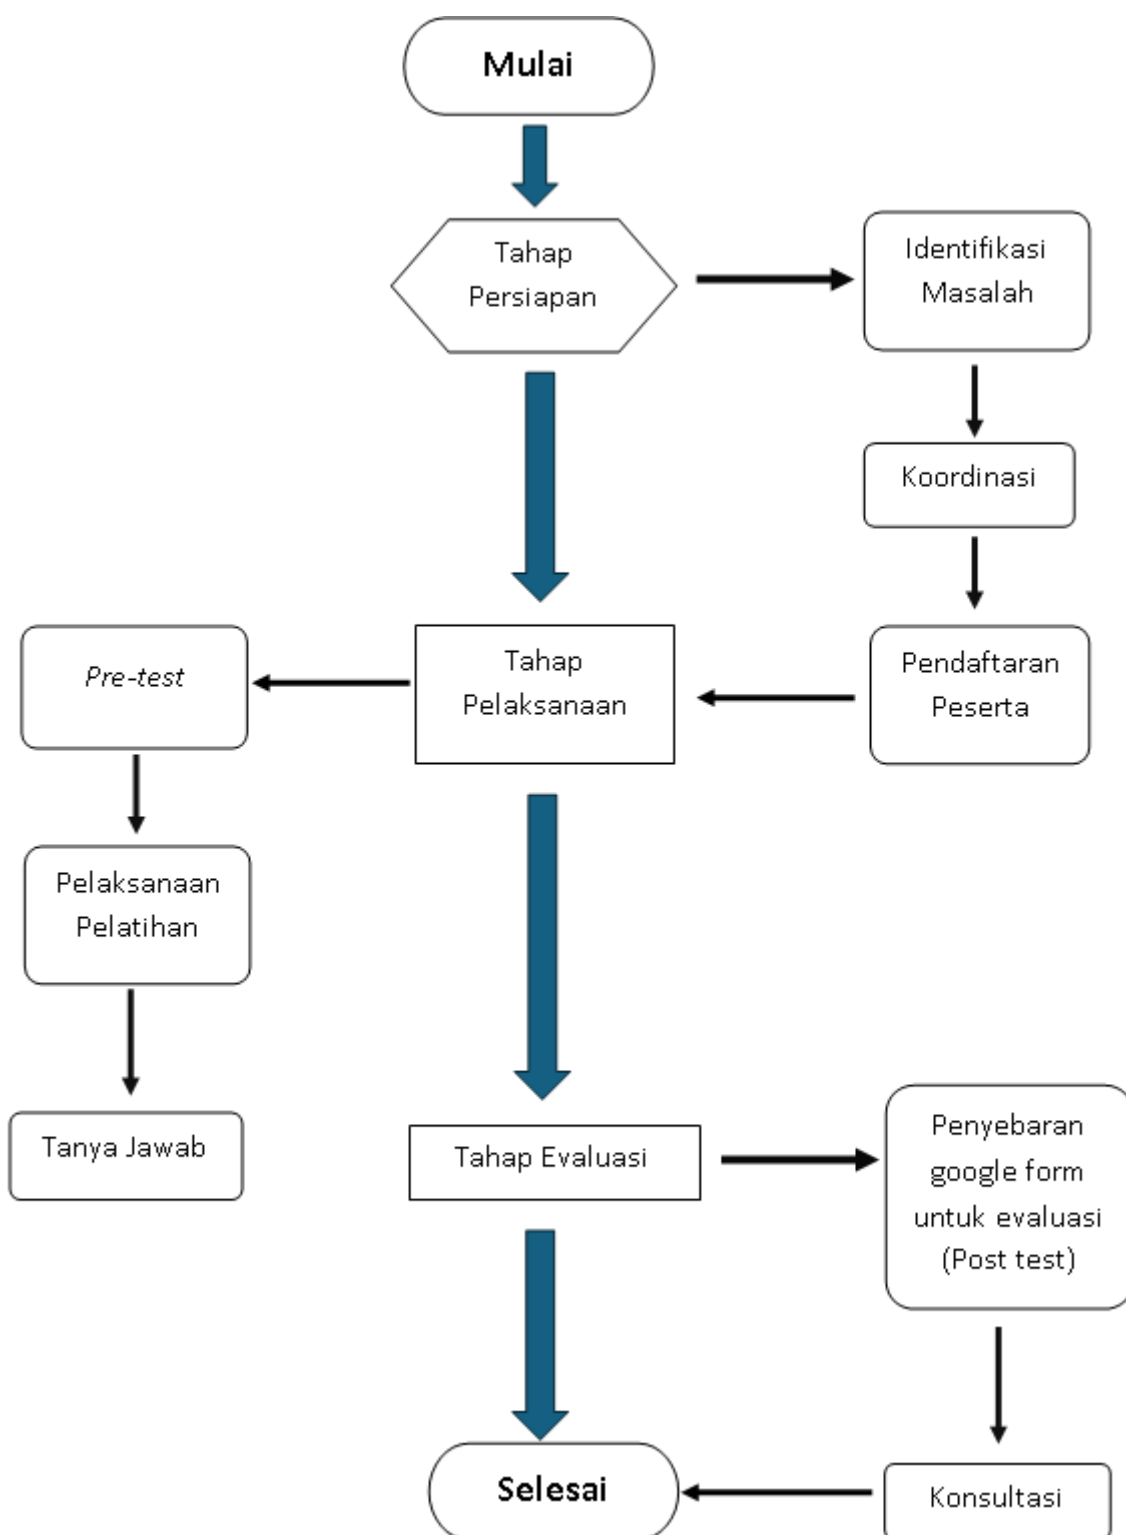 Mulai
Tahap
Persiapan
Identifikasi
Masalah
Koordinasi
Pendaftaran
Peserta
Tahap
Pelaksanaan
Pre-test
Pelaksanaan
Pelatihan
Tanya Jawab
Tahap Evaluasi
Penyebaran
google form
untuk evaluasi
(Post test)
Konsultasi
Selesai